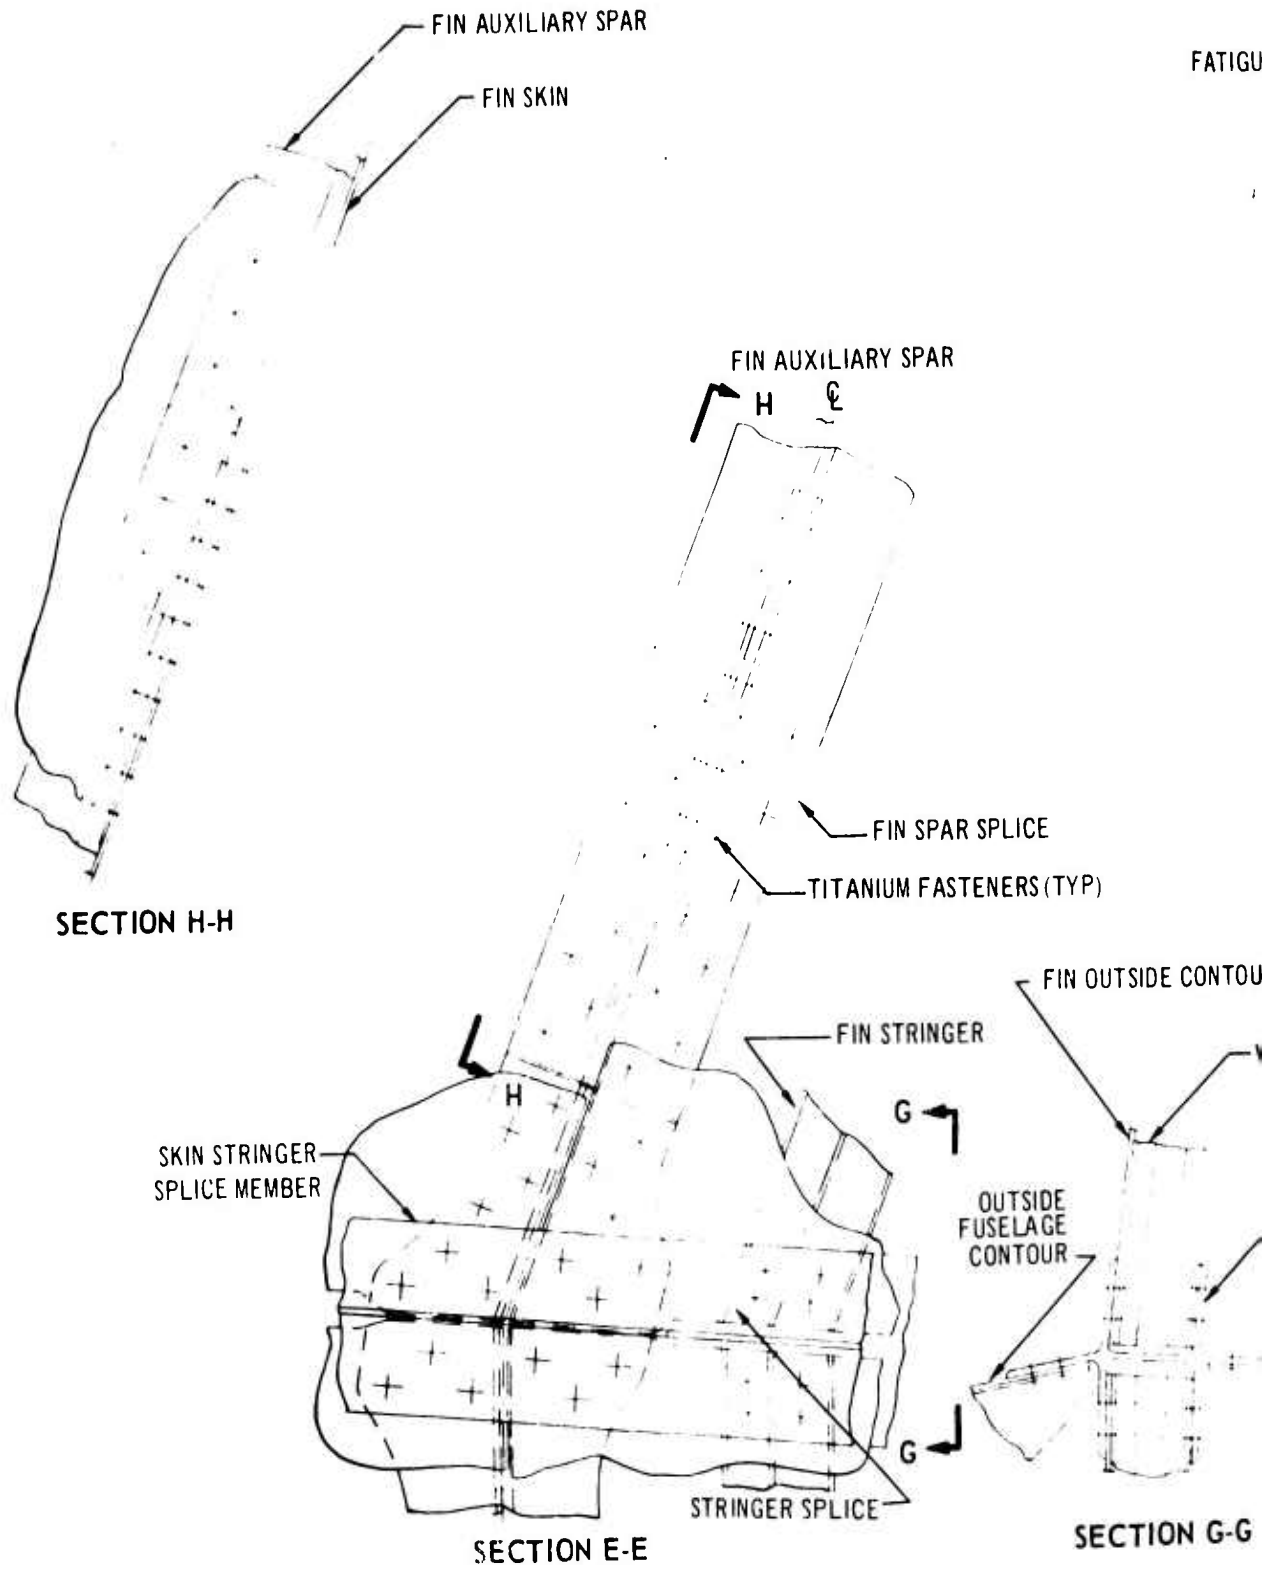 FIN AUXILIARY SPAR
FATIGU
FIN SKIN
FIN AUXILIARY SPAR
H
℄
FIN SPAR SPLICE
TITANIUM FASTENERS (TYP)
SECTION H-H
FIN OUTSIDE CONTOU
FIN STRINGER
H
G
SKIN STRINGER
SPLICE MEMBER
OUTSIDE
FUSELAGE
CONTOUR
G
STRINGER SPLICE
SECTION E-E
SECTION G-G